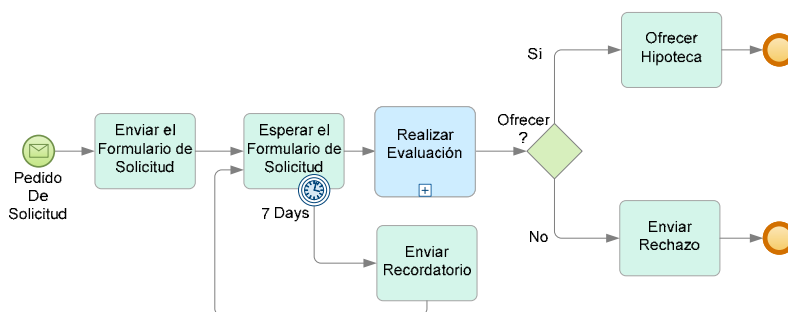 Pedido
De
Solicitud
Enviar el
Formulario de
Solicitud
Esperar el
Formulario de
Solicitud
7 Days
Realizar
Evaluación
Enviar
Recordatorio
Ofrecer
?
Si
Ofrecer
Hipoteca
No
Enviar
Rechazo